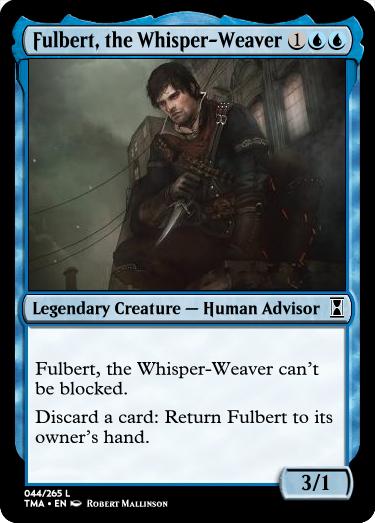 Fulbert, the Whisper-Weaver 1
Legendary Creature — Human Advisor
Fulbert, the Whisper-Weaver can't
be blocked.
Discard a card: Return Fulbert to its
owner's hand.
3/1
044/265 L
TMA • EN Robert Mallinson